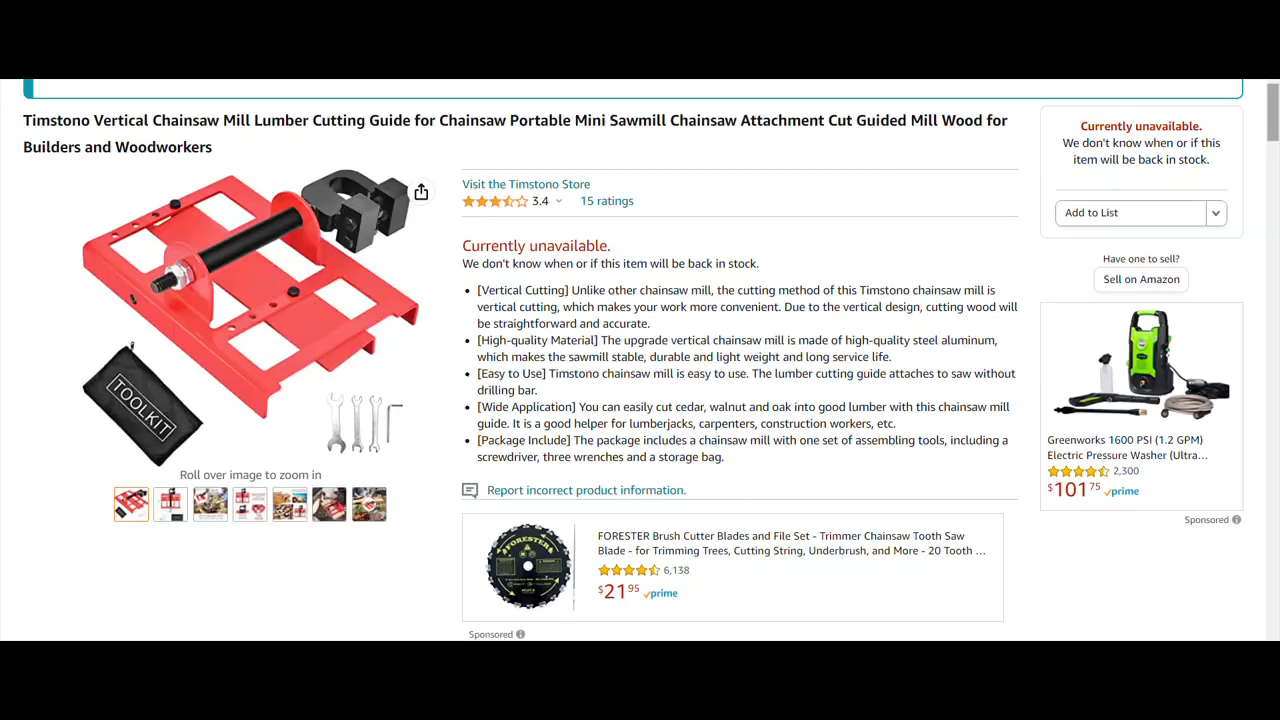 Timstono Vertical Chainsaw Mill Lumber Cutting Guide for Chainsaw Portable Mini Sawmill Chainsaw Attachment Cut Guided Mill Wood for
Builders and Woodworkers
TOOLKIT
Roll over image to zoom in
Visit the Timstono Store
3.4
15 ratings
Currently unavailable.
We don't know when or if this item will be back in stock.
[Vertical Cutting] Unlike other chainsaw mill, the cutting method of this Timstono chainsaw mill is
vertical cutting, which makes your work more convenient. Due to the vertical design, cutting wood will
be straightforward and accurate.
[High-quality Material] The upgrade vertical chainsaw mill is made of high-quality steel aluminum,
which makes the sawmill stable, durable and light weight and long service life.
[Easy to Use] Timstono chainsaw mill is easy to use. The lumber cutting guide attaches to saw without
drilling bar.
[Wide Application] You can easily cut cedar, walnut and oak into good lumber with this chainsaw mill
guide. It is a good helper for lumberjacks, carpenters, construction workers, etc.
[Package Include] The package includes a chainsaw mill with one set of assembling tools, including a
screwdriver, three wrenches and a storage bag.
Report incorrect product information.
FORESTER
FORESTER Brush Cutter Blades and File Set - Trimmer Chainsaw Tooth Saw
Blade - for Trimming Trees, Cutting String, Underbrush, and More - 20 Tooth ...
6,138
$21 95 prime
Sponsored
Currently unavailable.
We don't know when or if this
item will be back in stock.
Add to List
Have one to sell?
Sell on Amazon
Greenworks 1600 PSI (1.2 GPM)
Electric Pressure Washer (Ultra...
2,300
$101 75 prime
Sponsored